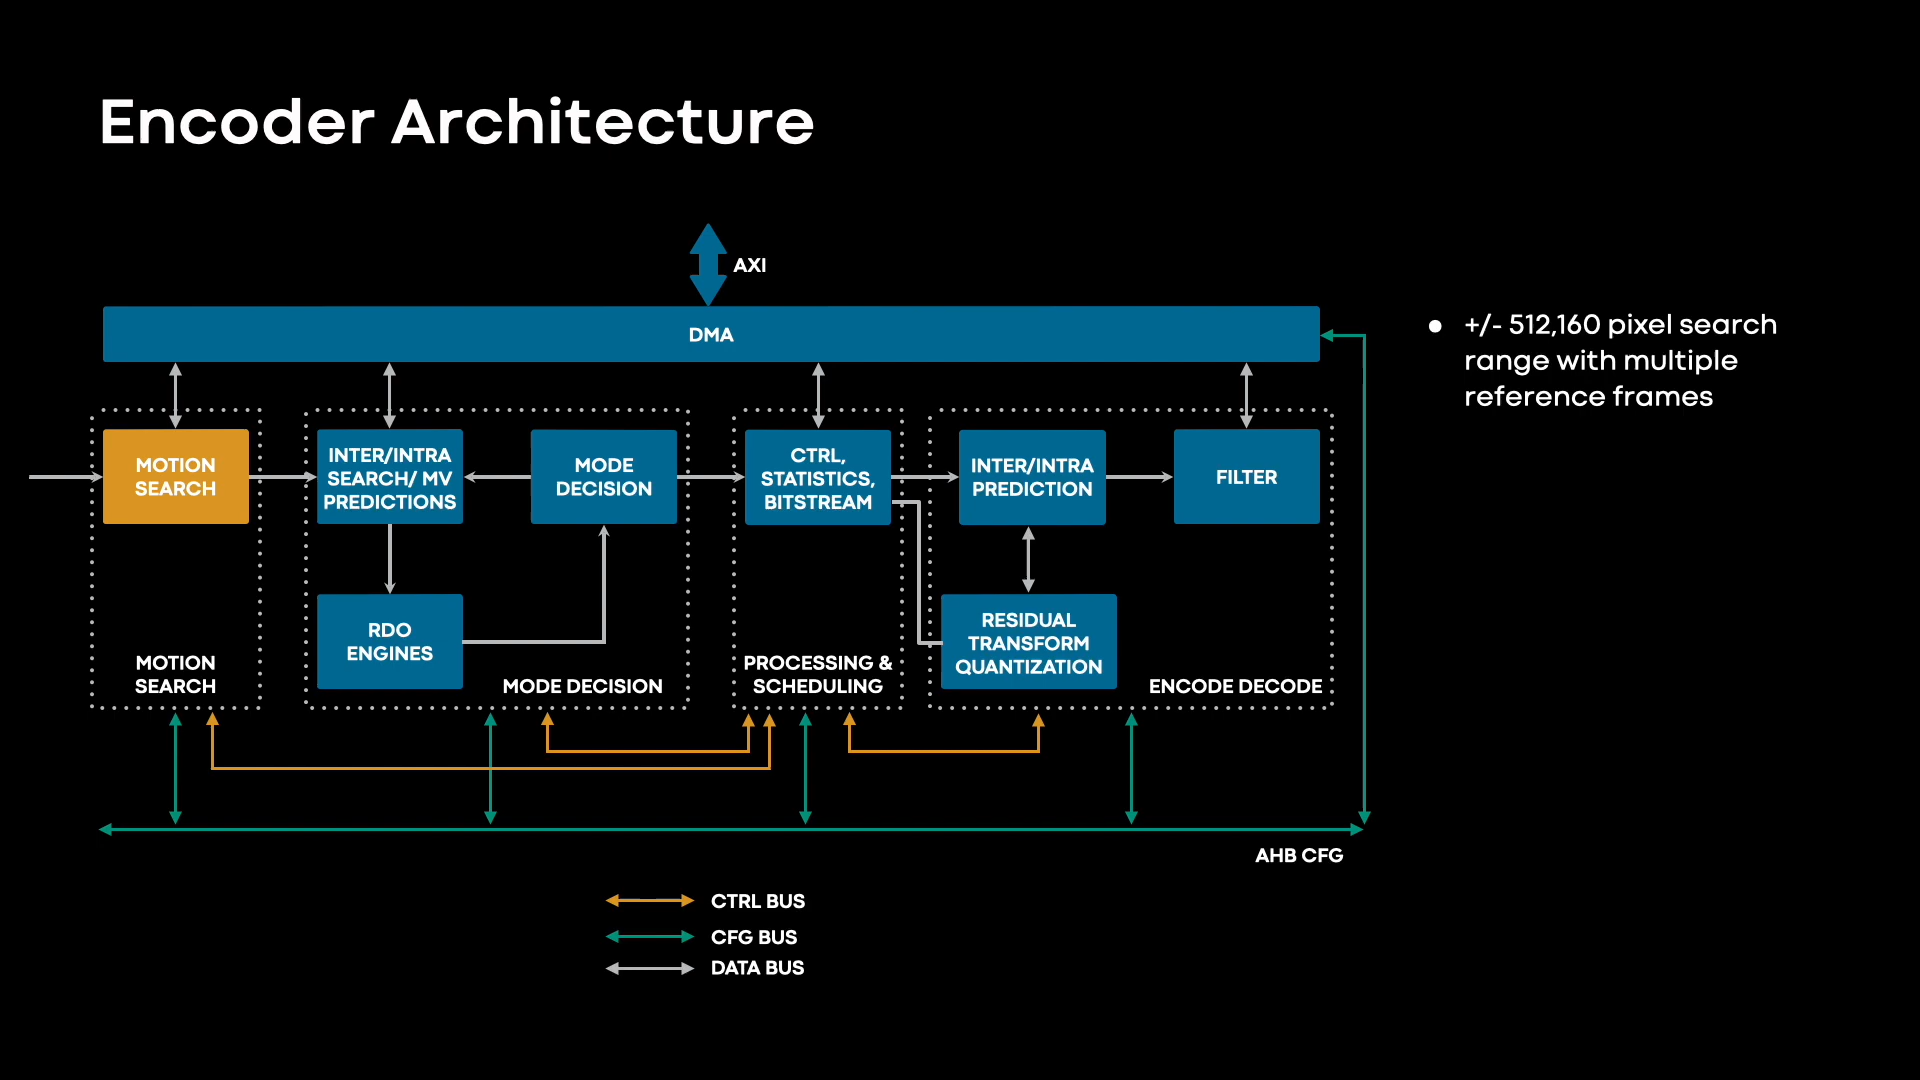 Encoder Architecture
AXI
DMA
+/- 512,160 pixel search
range with multiple
reference frames
MOTION
SEARCH
INTER/INTRA
SEARCH/ MV
PREDICTIONS
MODE
DECISION
CTRL,
STATISTICS,
BITSTREAM
INTER/INTRA
PREDICTION
FILTER
RDO
ENGINES
RESIDUAL
TRANSFORM
QUANTIZATION
MOTION
SEARCH
MODE DECISION
PROCESSING &
SCHEDULING
ENCODE DECODE
AHB CFG
CTRL BUS
CFG BUS
DATA BUS